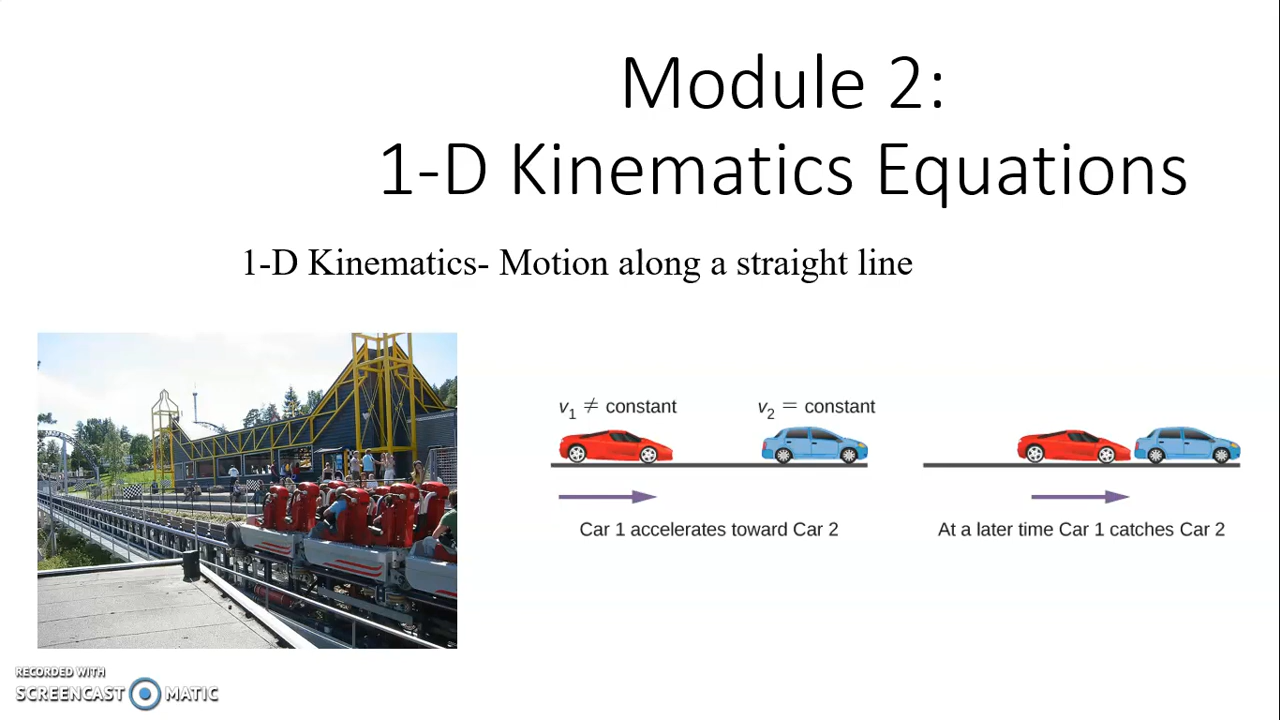 Module 2:
1-D Kinematics Equations
1-D Kinematics- Motion along a straight line
v1 ≠ constant
v2 = constant
Car 1 accelerates toward Car 2
At a later time Car 1 catches Car 2
RECORDED WITH
SCREENCAST MATIC